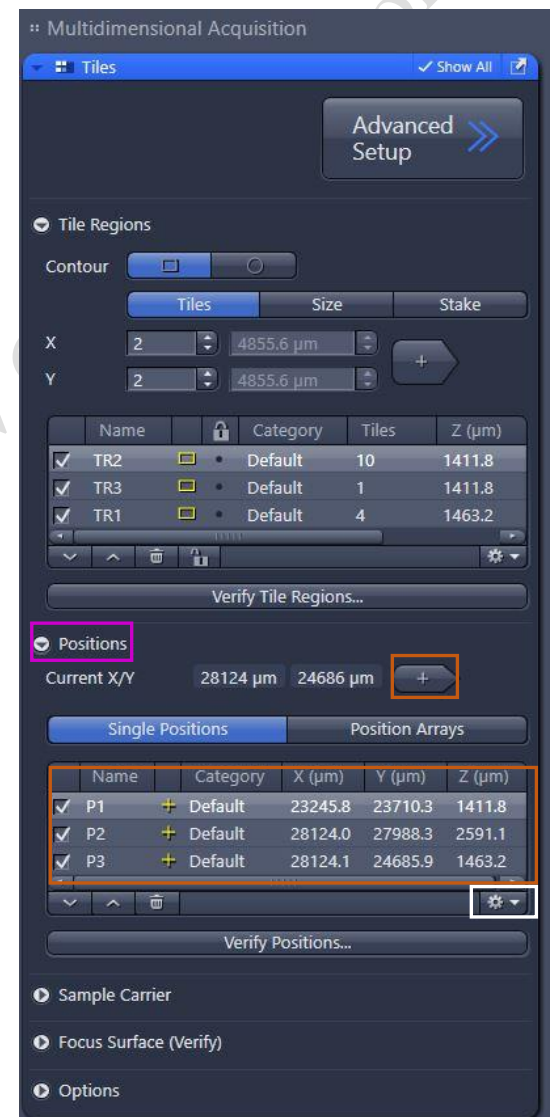 Multidimensional Acquisition
Tiles Show All
Advanced
Setup
Tile Regions
Contour
Tiles Size Stake
X 2 4855.6 µm
+
Y 2 4855.6 µm
Name Category Tiles Z (µm)
TR2 Default 10 1411.8
TR3 Default 1 1411.8
TR1 Default 4 1463.2
Verify Tile Regions...
Positions
Current X/Y 28124 µm 24686 µm +
Single Positions Position Arrays
Name Category X (µm) Y (µm) Z (µm)
P1 Default 23245.8 23710.3 1411.8
P2 Default 28124.0 27988.3 2591.1
P3 Default 28124.1 24685.9 1463.2
Verify Positions...
Sample Carrier
Focus Surface (Verify)
Options